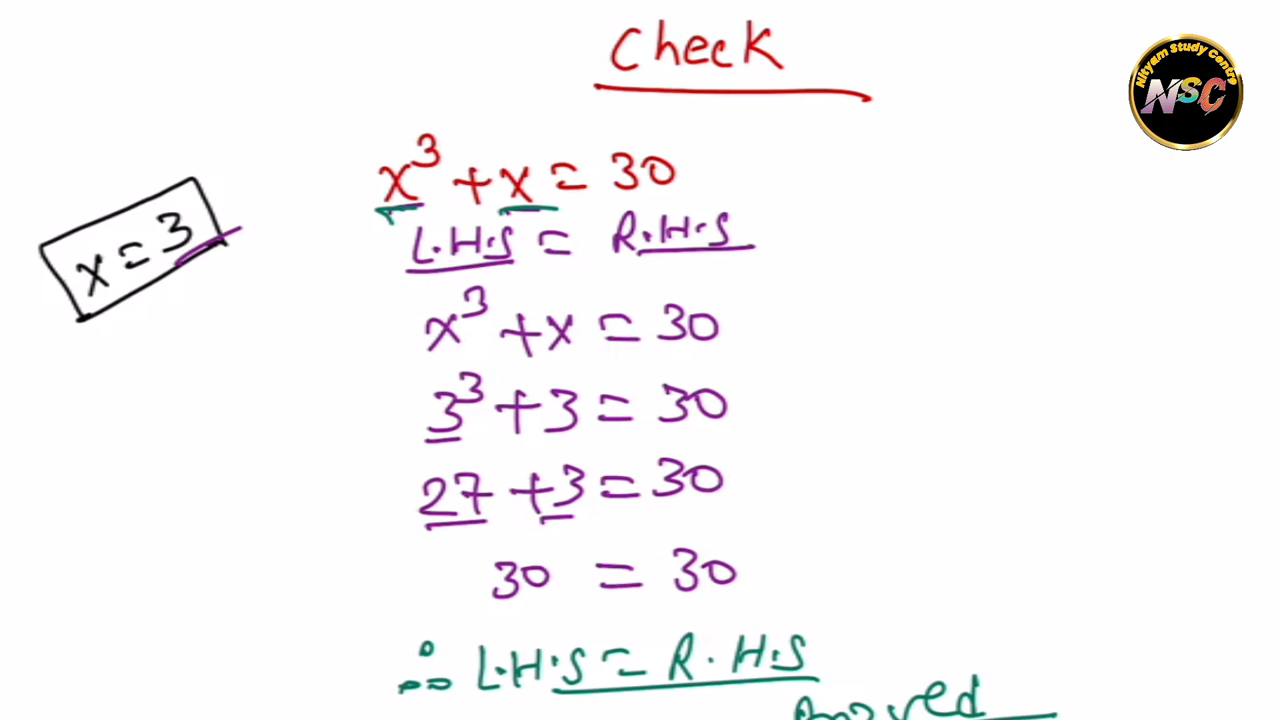 Check
Nityam Study Centre
NSC
x³ + x = 30
L.H.S = R.H.S
x = 3
x³ + x = 30
3³ + 3 = 30
27 + 3 = 30
30 = 30
∴ L.H.S = R.H.S